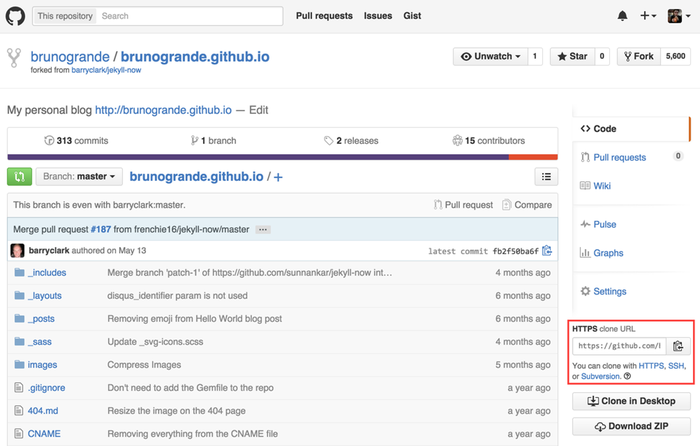 This repository Search Pull requests Issues Gist
brunogrande / brunogrande.github.io
forked from barryclark/jekyll-now
Unwatch 1 Star 0 Fork 5,600
My personal blog http://brunogrande.github.io — Edit
313 commits 1 branch 2 releases 15 contributors
Branch: master brunogrande.github.io / +
This branch is even with barryclark:master. Pull request Compare
Merge pull request #187 from frenchie16/jekyll-now/master ...
barryclark authored on May 13 latest commit fb2f50ba6f
_includes Merge branch 'patch-1' of https://github.com/sunnankar/jekyll-now int… 4 months ago
_layouts disqus_identifier param is not used 6 months ago
_posts Removing emoji from Hello World blog post 6 months ago
_sass Update _svg-icons.scss 4 months ago
images Compress Images 5 months ago
.gitignore Don't need to add the Gemfile to the repo a year ago
404.md Resize the image on the 404 page a year ago
CNAME Removing everything from the CNAME file a year ago
Code
Pull requests 0
Wiki
Pulse
Graphs
Settings
HTTPS clone URL
https://github.com/
You can clone with HTTPS, SSH,
or Subversion.
Clone in Desktop
Download ZIP